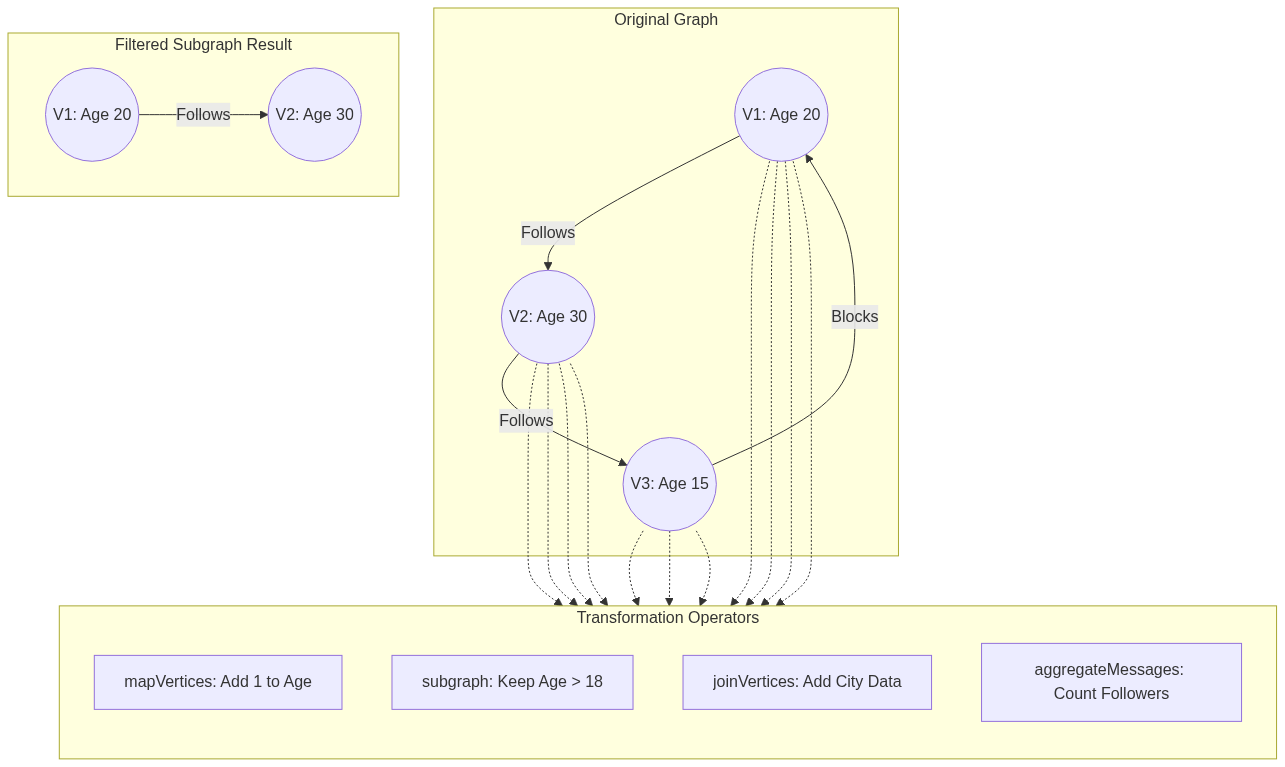 Filtered Subgraph Result
V1: Age 20
Follows
V2: Age 30
Original Graph
V1: Age 20
Follows
V2: Age 30
Blocks
Follows
V3: Age 15
Transformation Operators
mapVertices: Add 1 to Age
subgraph: Keep Age > 18
joinVertices: Add City Data
aggregateMessages:
Count Followers